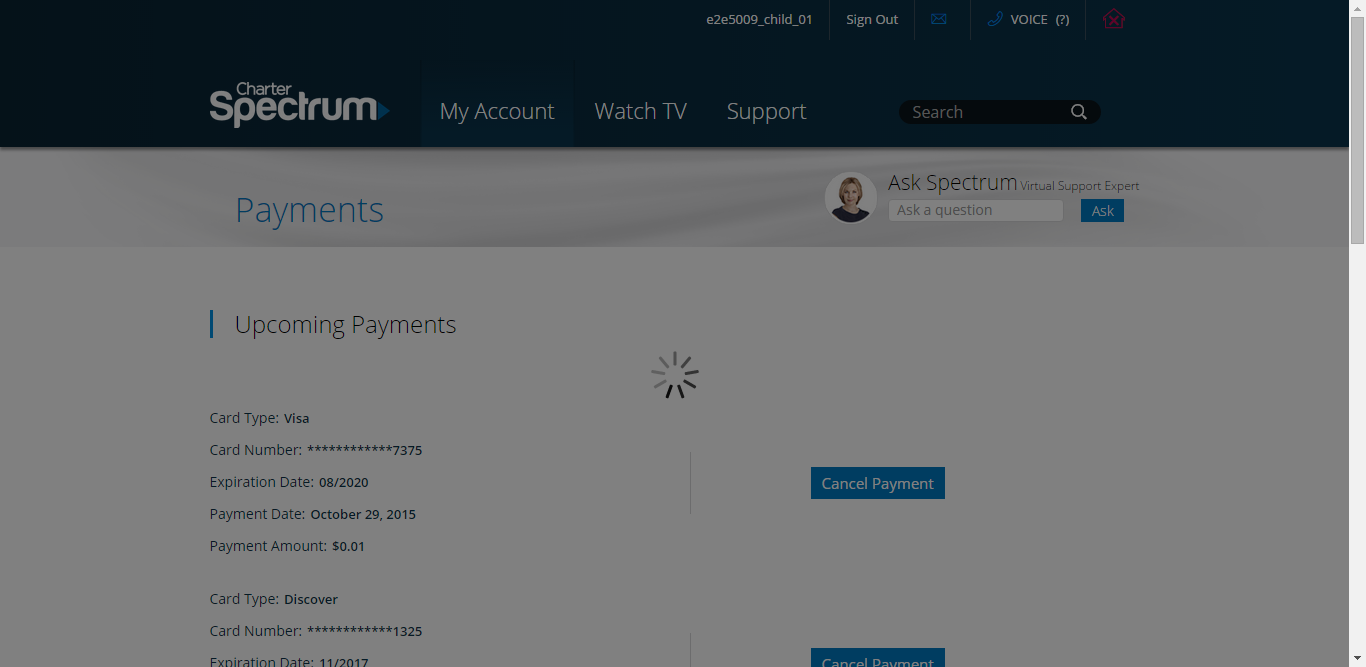 e2e5009_child_01 Sign Out VOICE (?)
Charter
Spectrum
My Account Watch TV Support Search
Payments
Ask Spectrum Virtual Support Expert
Ask a question Ask
Upcoming Payments
Card Type: Visa
Card Number: ************7375
Expiration Date: 08/2020
Cancel Payment
Payment Date: October 29, 2015
Payment Amount: $0.01
Card Type: Discover
Card Number: ************1325
Expiration Date: 11/2017
Cancel Payment